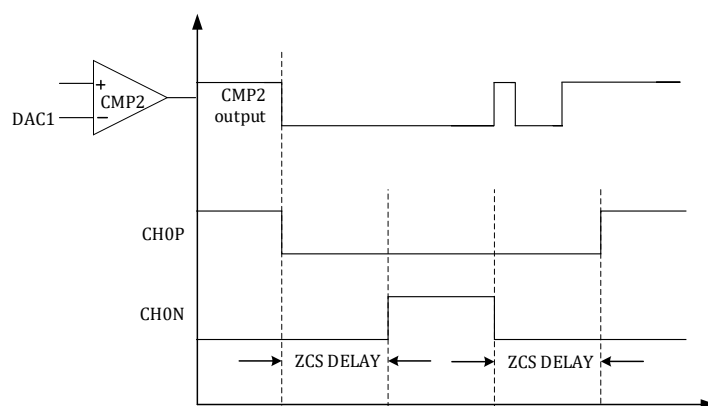 +
CMP2
DAC1
−
CMP2
output
CH0P
CH0N
ZCS DELAY
ZCS DELAY